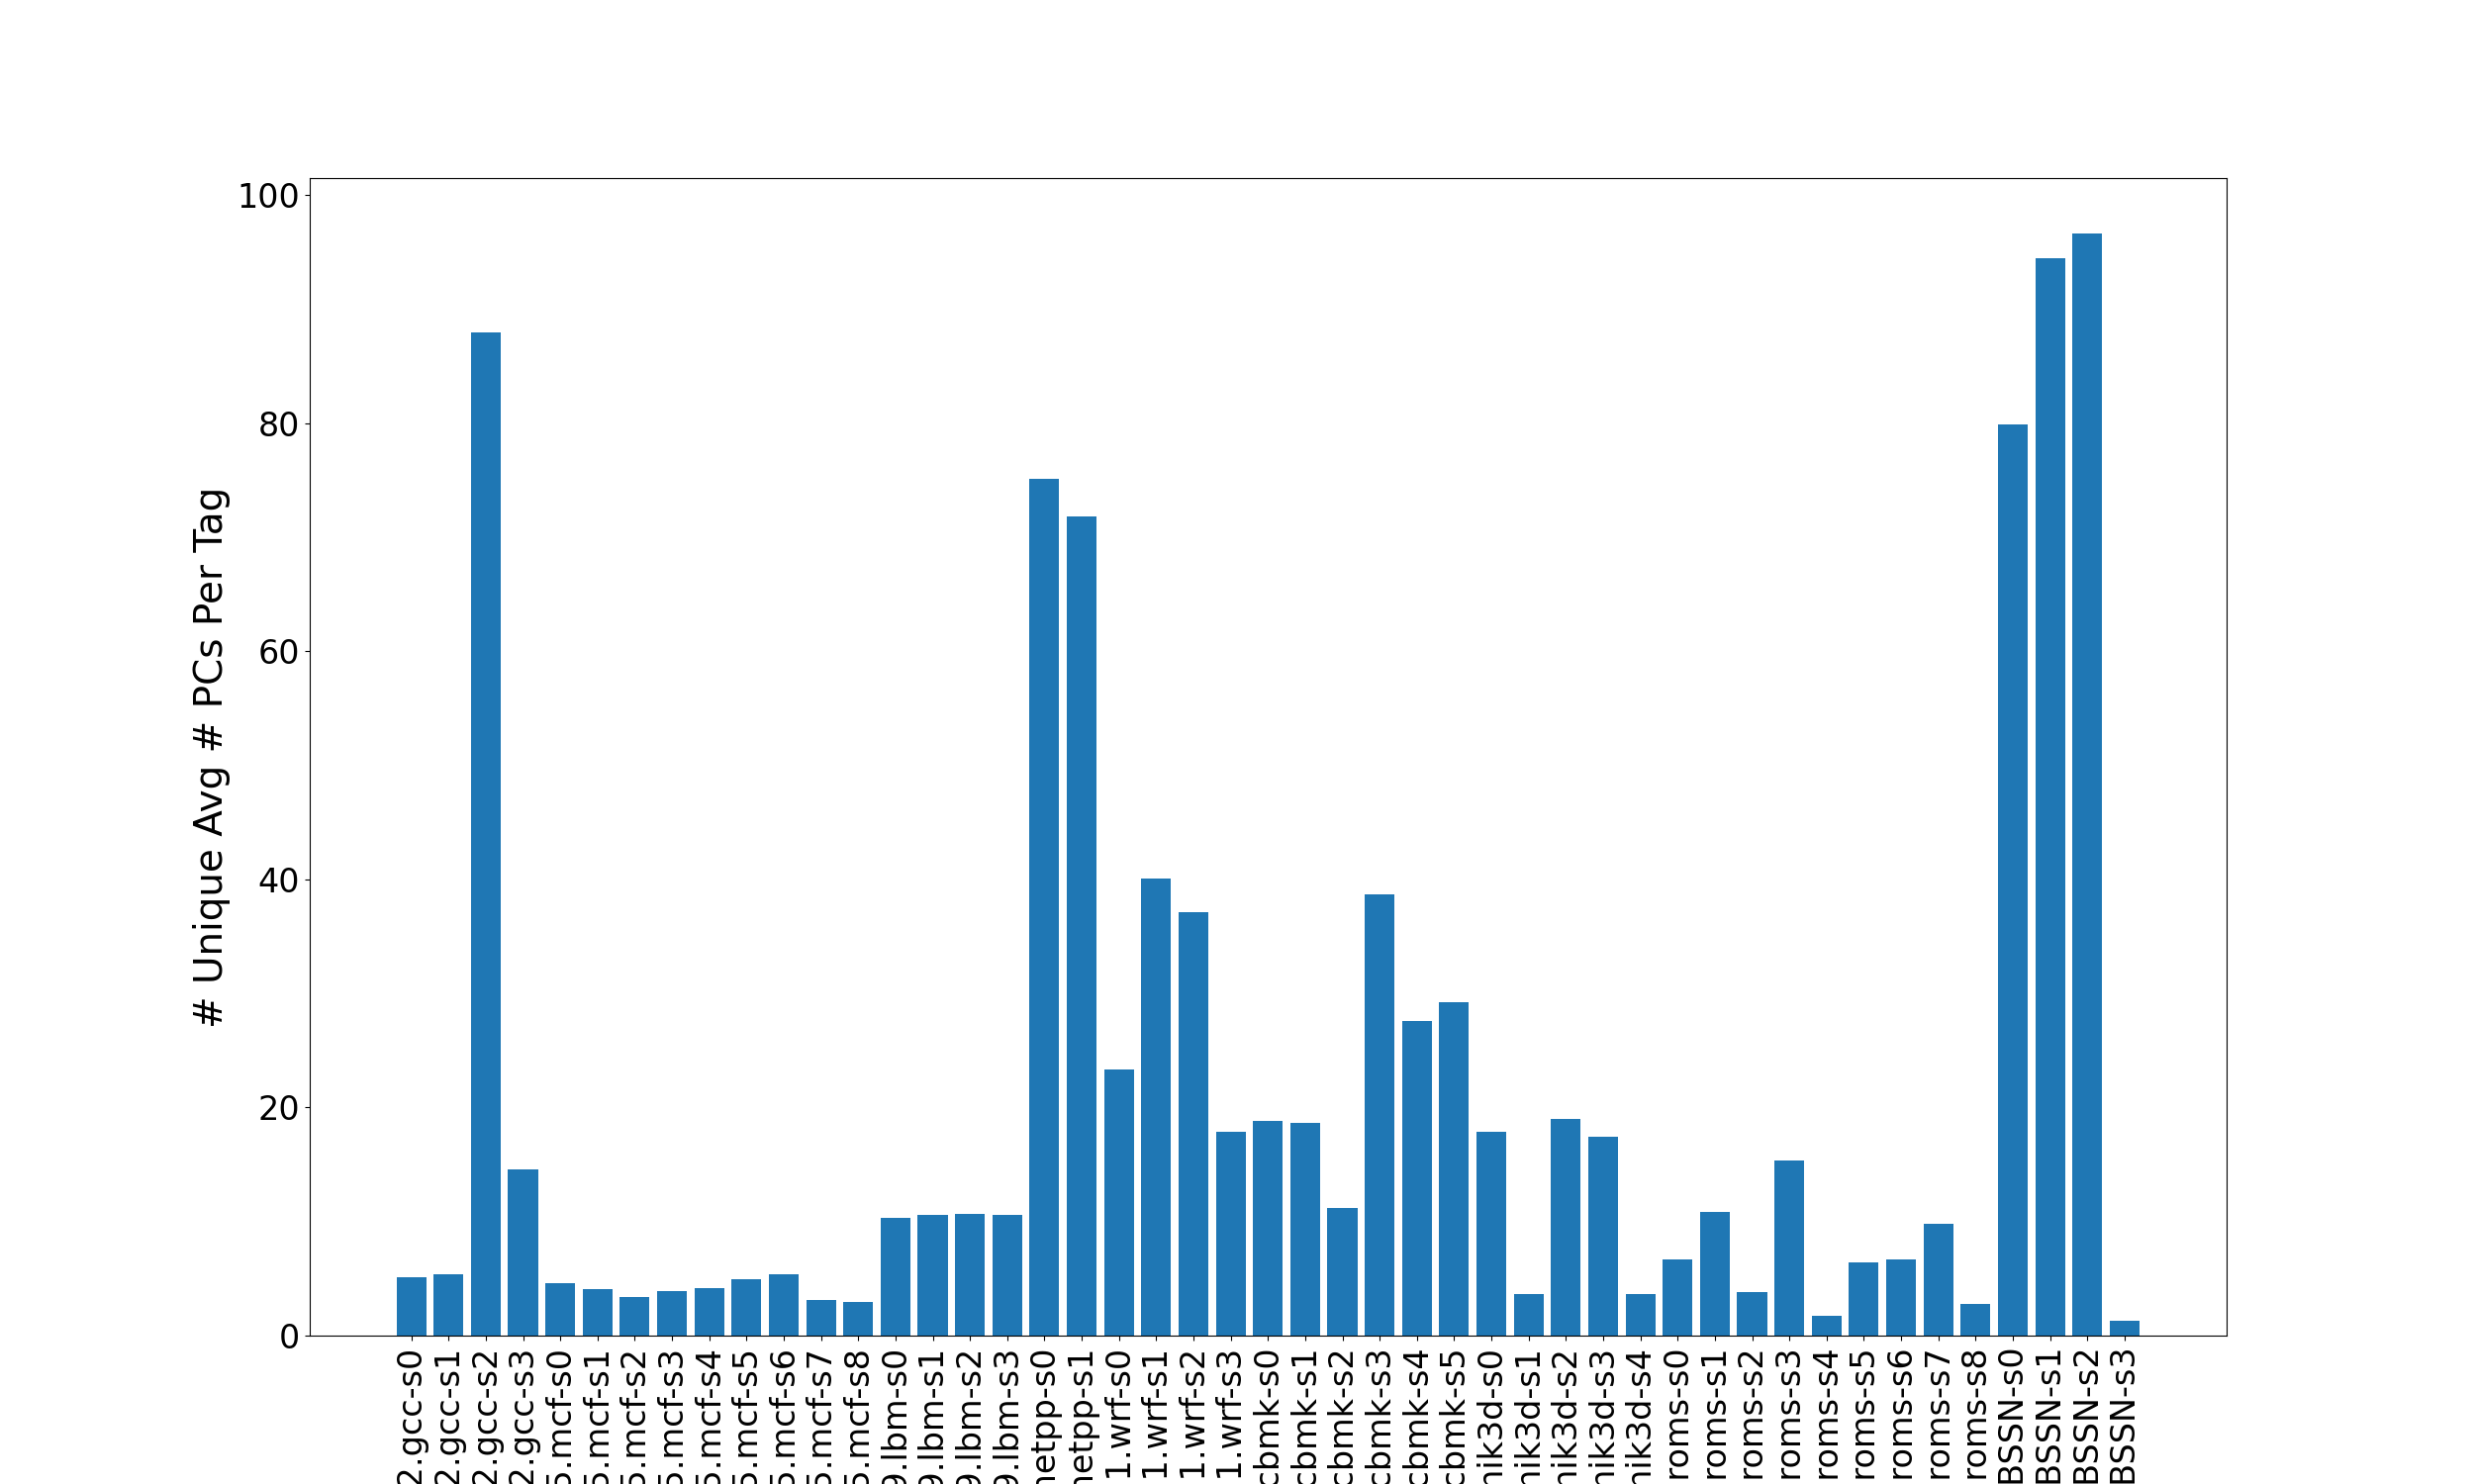 # Unique Avg # PCs Per Tag
100
80
60
40
20
0
2.gcc-s0
2.gcc-s1
2.gcc-s2
2.gcc-s3
5.mcf-s0
5.mcf-s1
5.mcf-s2
5.mcf-s3
5.mcf-s4
5.mcf-s5
5.mcf-s6
5.mcf-s7
5.mcf-s8
9.lbm-s0
9.lbm-s1
9.lbm-s2
9.lbm-s3
netpp-s0
netpp-s1
1.wrf-s0
1.wrf-s1
1.wrf-s2
1.wrf-s3
cbmk-s0
cbmk-s1
cbmk-s2
cbmk-s3
cbmk-s4
cbmk-s5
nik3d-s0
nik3d-s1
nik3d-s2
nik3d-s3
nik3d-s4
roms-s0
roms-s1
roms-s2
roms-s3
roms-s4
roms-s5
roms-s6
roms-s7
roms-s8
BSSN-s0
BSSN-s1
BSSN-s2
BSSN-s3